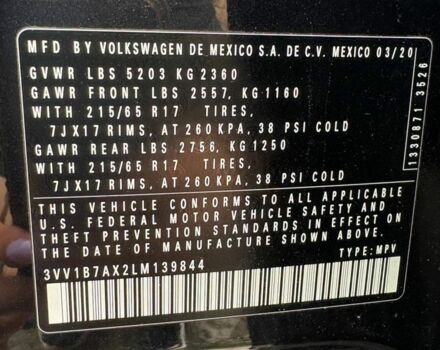 MFD BY VOLKSWAGEN DE MEXICO S.A. DE C.V. MEXICO 03/20
GVWR LBS 5203 KG 2360
GAWR FRONT LBS 2557, KG 1160
WITH 215/65 R17 TIRES,
7JX17 RIMS, AT 260 KPA, 38 PSI COLD
GAWR REAR LBS 2756, KG 1250
WITH 215/65 R17 TIRES,
7JX17 RIMS, AT 260 KPA, 38 PSI COLD
THIS VEHICLE CONFORMS TO ALL APPLICABLE
U.S. FEDERAL MOTOR VEHICLE SAFETY AND
THEFT PREVENTION STANDARDS IN EFFECT ON
THE DATE OF MANUFACTURE SHOWN ABOVE.
3VV1B7AX2LM139844 TYPE: MPV
1330871 3526